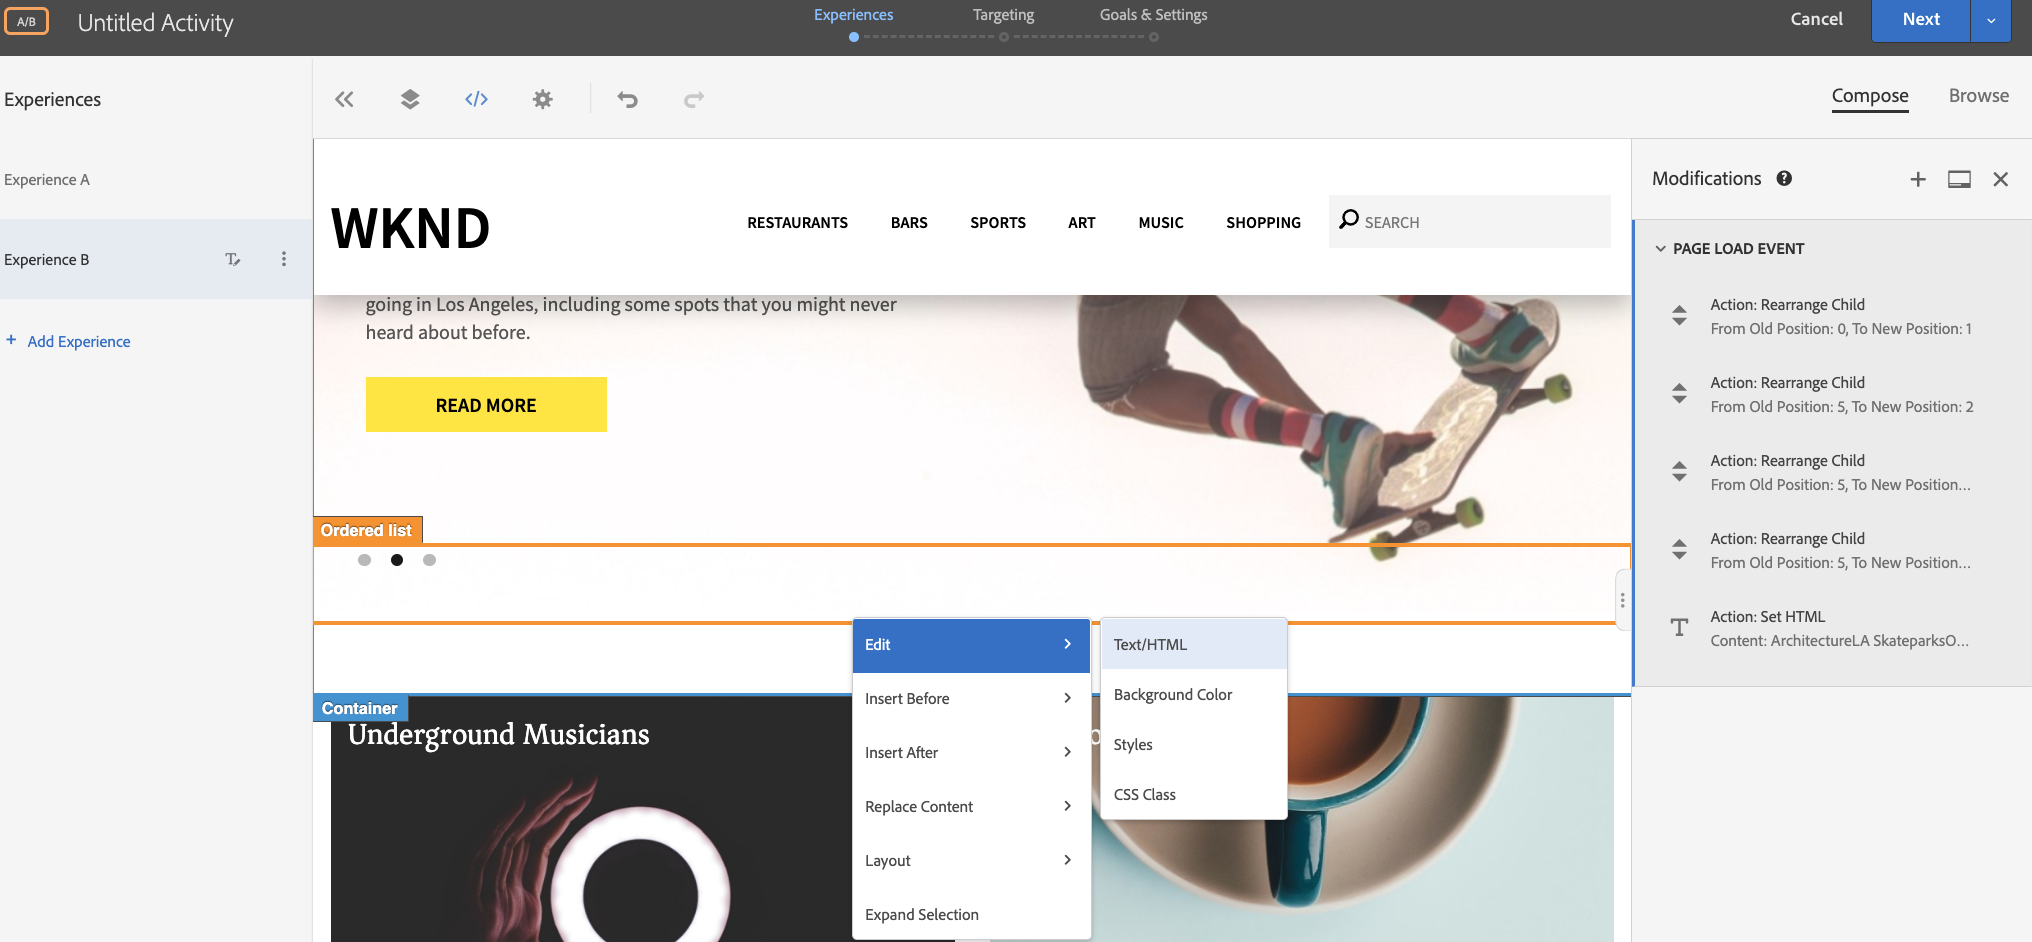 A/B
Untitled Activity
Experiences
Targeting
Goals & Settings
Cancel
Next
Experiences
Experience A
Experience B
+ Add Experience
</>
Compose
Browse
WKND
RESTAURANTS
BARS
SPORTS
ART
MUSIC
SHOPPING
SEARCH
going in Los Angeles, including some spots that you might never
heard about before.
READ MORE
Ordered list
Container
Underground Musicians
Edit
Insert Before
Insert After
Replace Content
Layout
Expand Selection
Text/HTML
Background Color
Styles
CSS Class
Modifications
PAGE LOAD EVENT
Action: Rearrange Child
From Old Position: 0, To New Position: 1
Action: Rearrange Child
From Old Position: 5, To New Position: 2
Action: Rearrange Child
From Old Position: 5, To New Position...
Action: Rearrange Child
From Old Position: 5, To New Position...
Action: Set HTML
Content: ArchitectureLA SkateparksO...